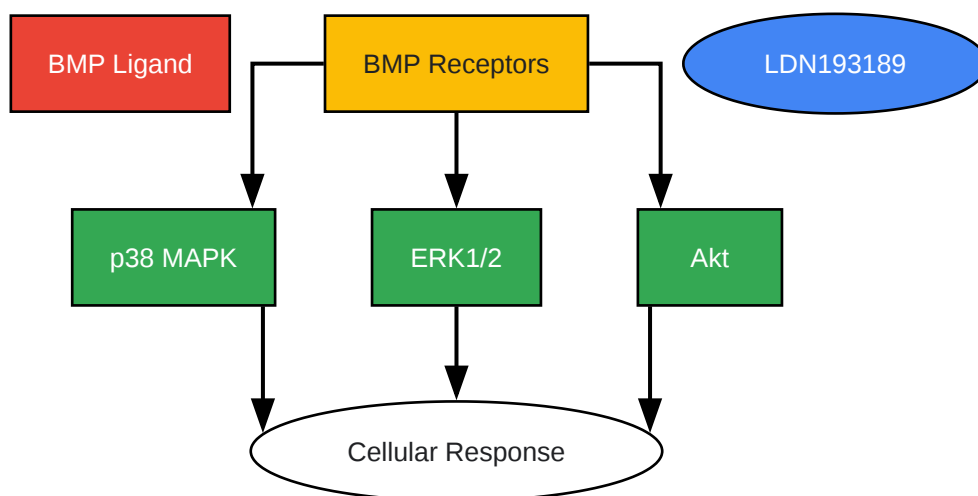 BMP Ligand
BMP Receptors
LDN193189
p38 MAPK
ERK1/2
Akt
Cellular Response